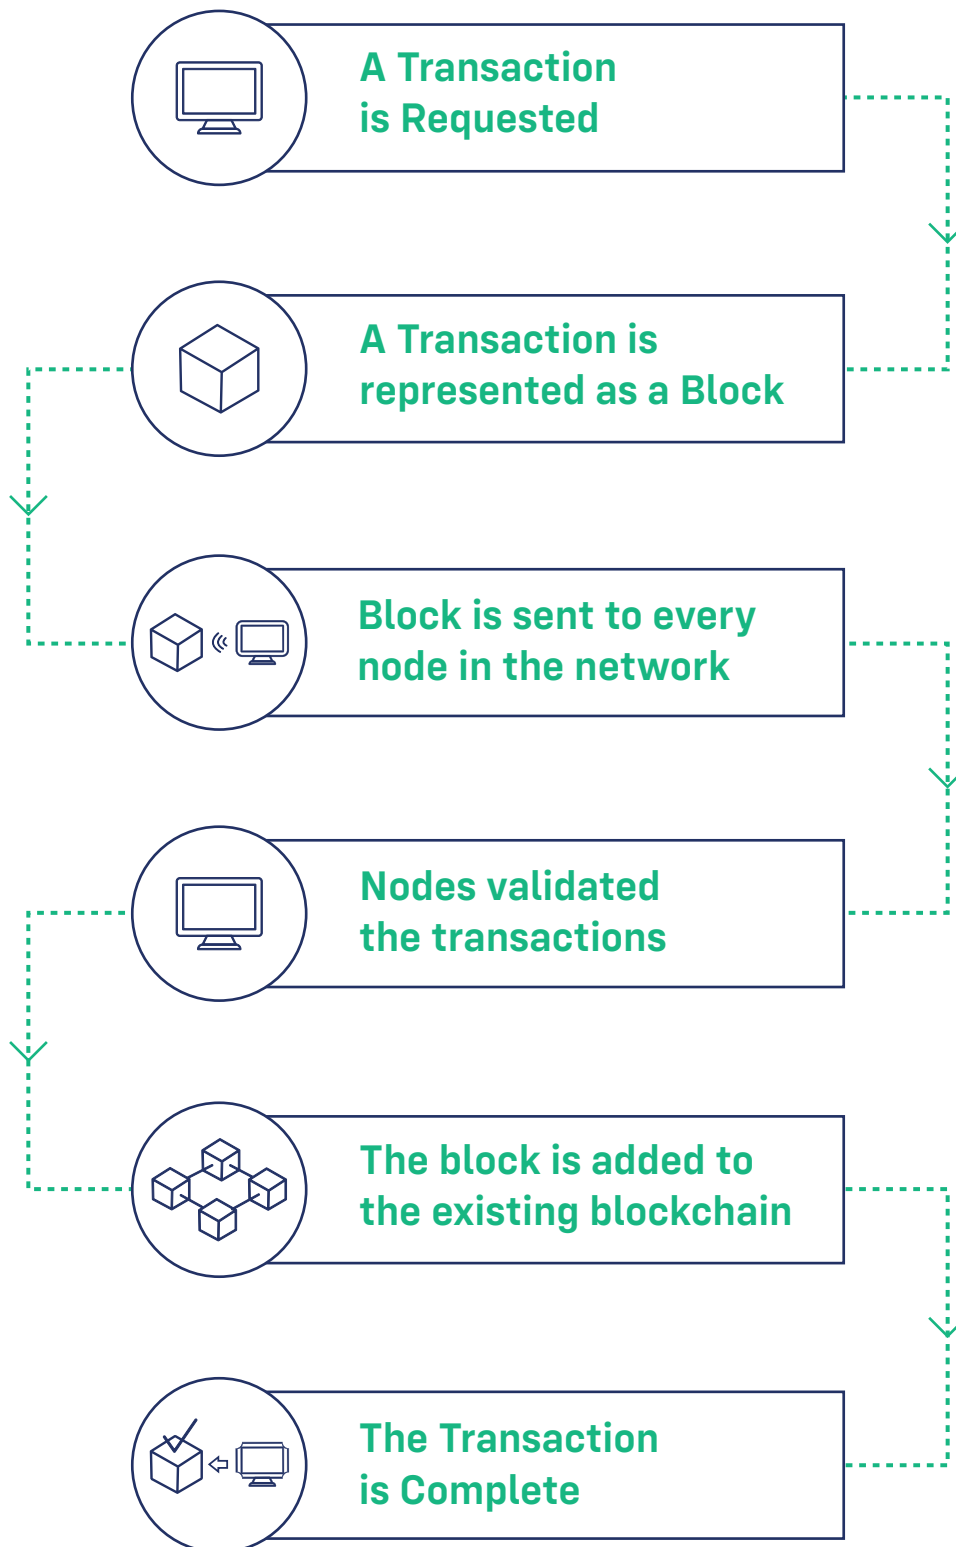 A Transaction
is Requested
A Transaction is
represented as a Block
Block is sent to every
node in the network
Nodes validated
the transactions
The block is added to
the existing blockchain
The Transaction
is Complete